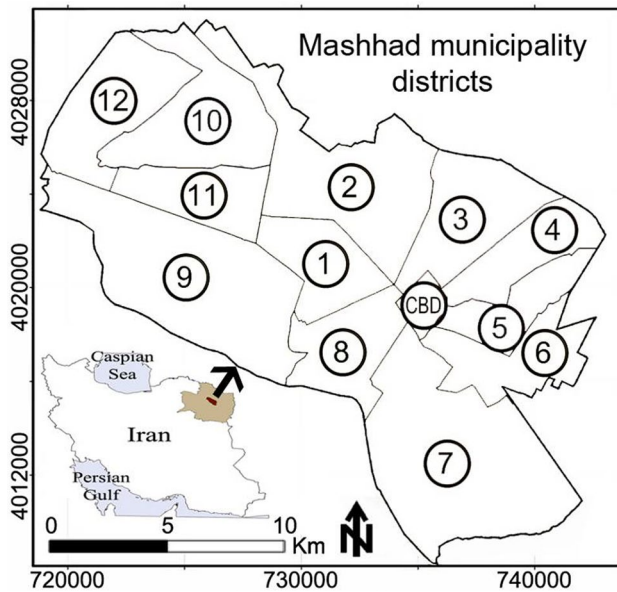 Mashhad municipality
districts
4028000
4020000
4012000
12
10
11
2
3
4
1
9
CBD
5
8
6
7
Caspian
Sea
Iran
Persian
Gulf
0 5 10
Km
N
720000 730000 740000